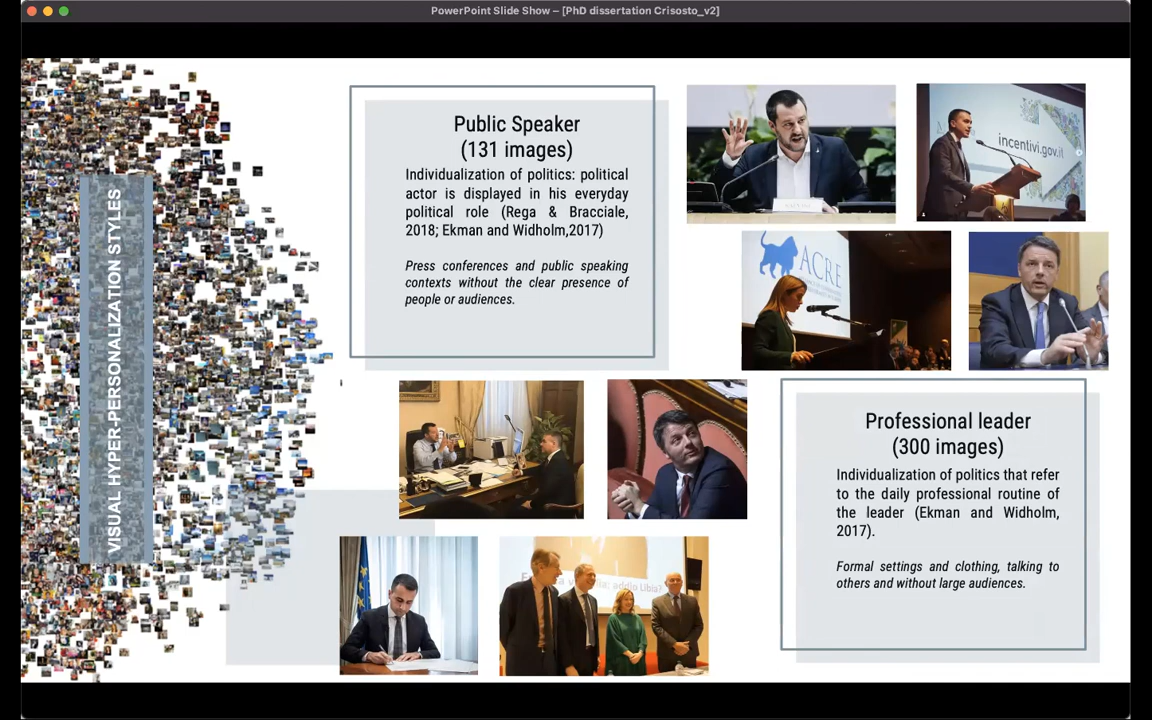 PowerPoint Slide Show – [PhD dissertation Crisosto_v2]
VISUAL HYPER-PERSONALIZATION STYLES
Public Speaker
(131 images)
Individualization of politics: political
actor is displayed in his everyday
political role (Rega & Bracciale,
2018; Ekman and Widholm,2017)
Press conferences and public speaking
contexts without the clear presence of
people or audiences.
incentivi.gov.it
ACRE
Professional leader
(300 images)
Individualization of politics that refer
to the daily professional routine of
the leader (Ekman and Widholm,
2017).
Formal settings and clothing, talking to
others and without large audiences.
addio Libia?